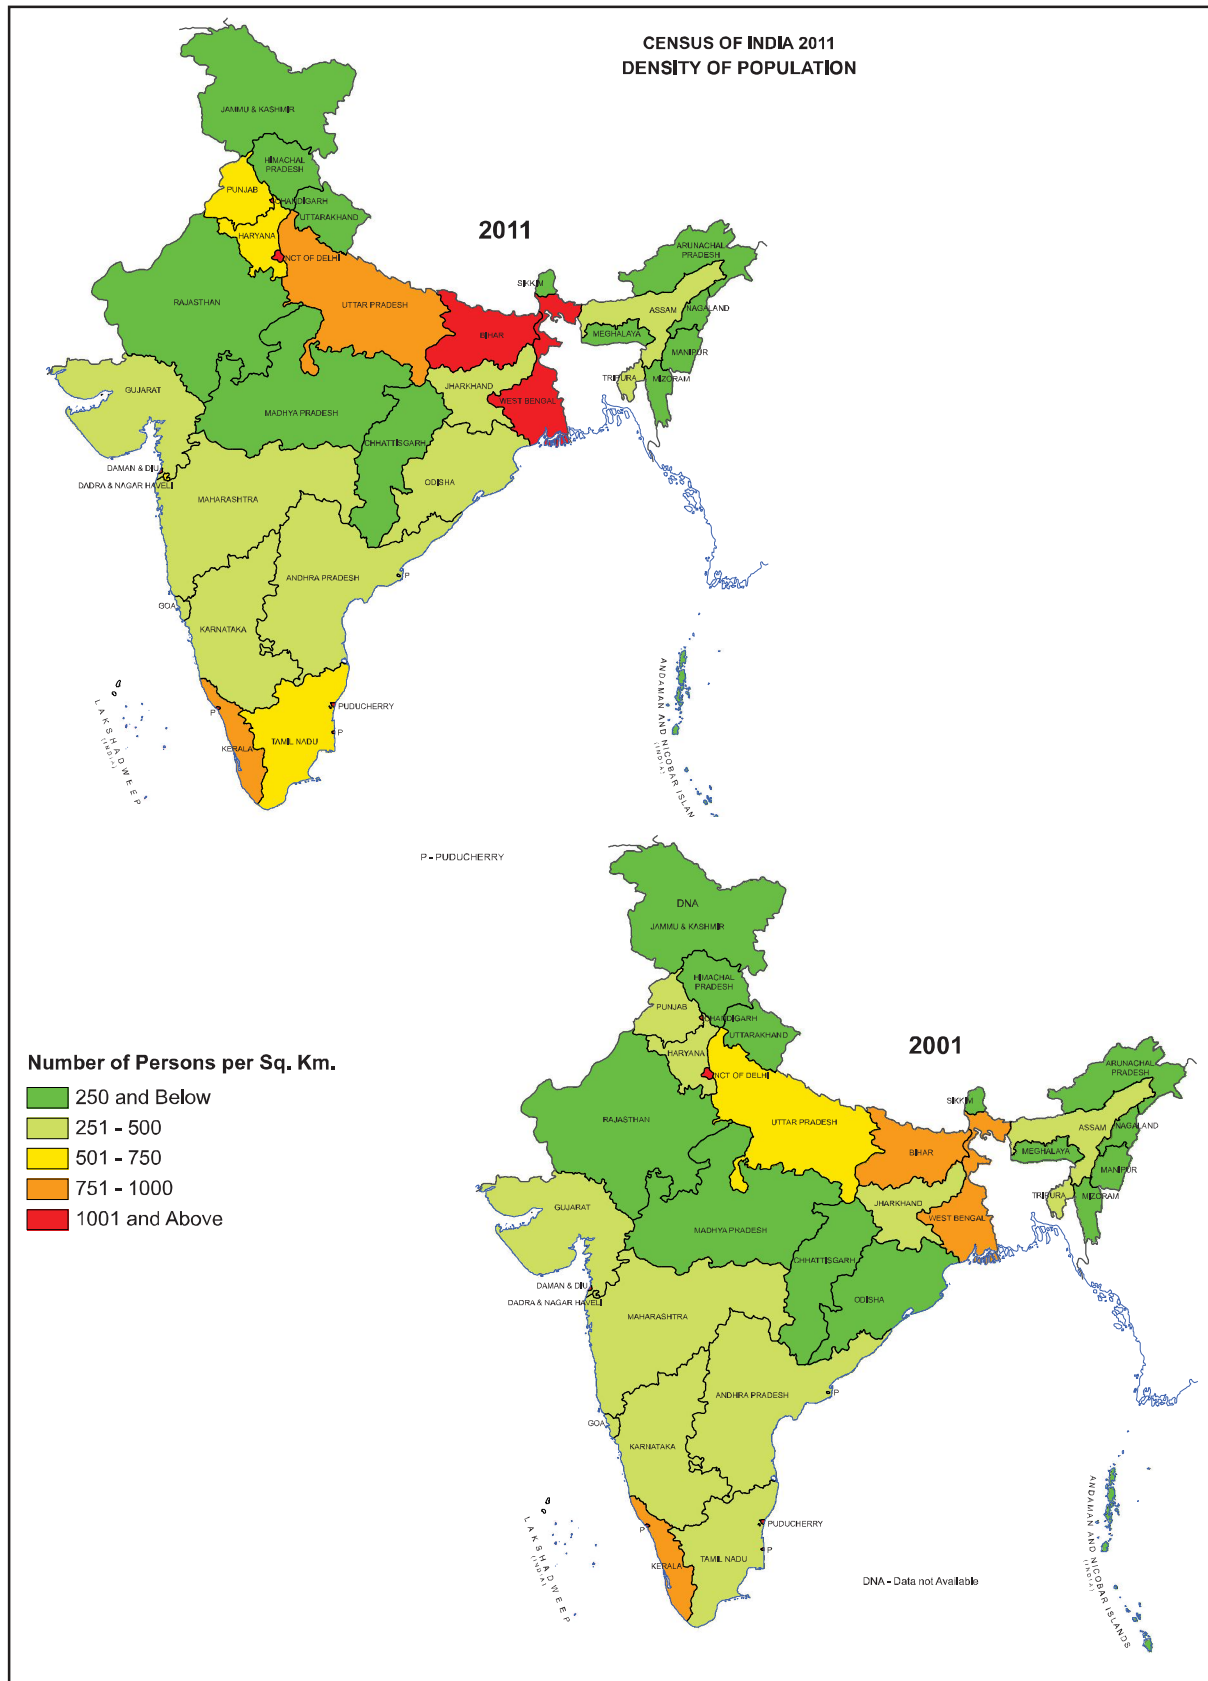 CENSUS OF INDIA 2011
DENSITY OF POPULATION
2011
JAMMU & KASHMIR
HIMACHAL
PRADESH
PUNJAB
CHANDIGARH
UTTARAKHAND
HARYANA
NCT OF DELHI
RAJASTHAN
UTTAR PRADESH
BIHAR
SIKKIM
ARUNACHAL
PRADESH
ASSAM
NAGALAND
MEGHALAYA
MANIPUR
TRIPURA
MIZORAM
GUJARAT
MADHYA PRADESH
JHARKHAND
WEST BENGAL
CHHATTISGARH
DAMAN & DIU
DADRA & NAGAR HAVELI
MAHARASHTRA
ODISHA
ANDHRA PRADESH
P
GOA
KARNATAKA
P
PUDUCHERRY
P
KERALA
TAMIL NADU
LAKSHADWEEP
(INDIA)
ANDAMAN AND NICOBAR ISLAN
(INDIA)
P - PUDUCHERRY
2001
DNA
JAMMU & KASHMIR
HIMACHAL
PRADESH
PUNJAB
CHANDIGARH
UTTARAKHAND
HARYANA
NCT OF DELHI
RAJASTHAN
UTTAR PRADESH
BIHAR
SIKKIM
ARUNACHAL
PRADESH
ASSAM
NAGALAND
MEGHALAYA
MANIPUR
TRIPURA
MIZORAM
GUJARAT
MADHYA PRADESH
JHARKHAND
WEST BENGAL
CHHATTISGARH
DAMAN & DIU
DADRA & NAGAR HAVELI
MAHARASHTRA
ODISHA
ANDHRA PRADESH
P
GOA
KARNATAKA
P
PUDUCHERRY
P
KERALA
TAMIL NADU
LAKSHADWEEP
(INDIA)
ANDAMAN AND NICOBAR ISLANDS
(INDIA)
DNA - Data not Available
Number of Persons per Sq. Km.
250 and Below
251 - 500
501 - 750
751 - 1000
1001 and Above